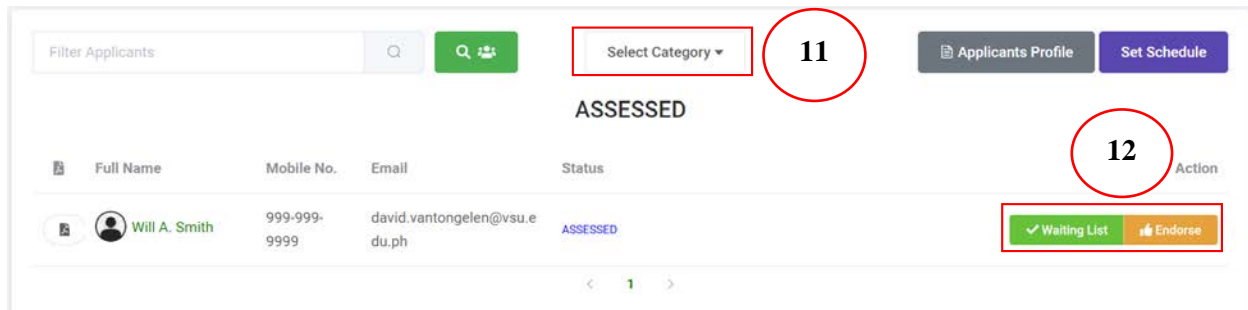 Filter Applicants
Select Category
11
Applicants Profile
Set Schedule
ASSESSED
12
Full Name
Mobile No.
Email
Status
Action
Will A. Smith
999-999-
9999
david.vantongelen@vsu.e
du.ph
ASSESSED
Waiting List
Endorse
< 1 >